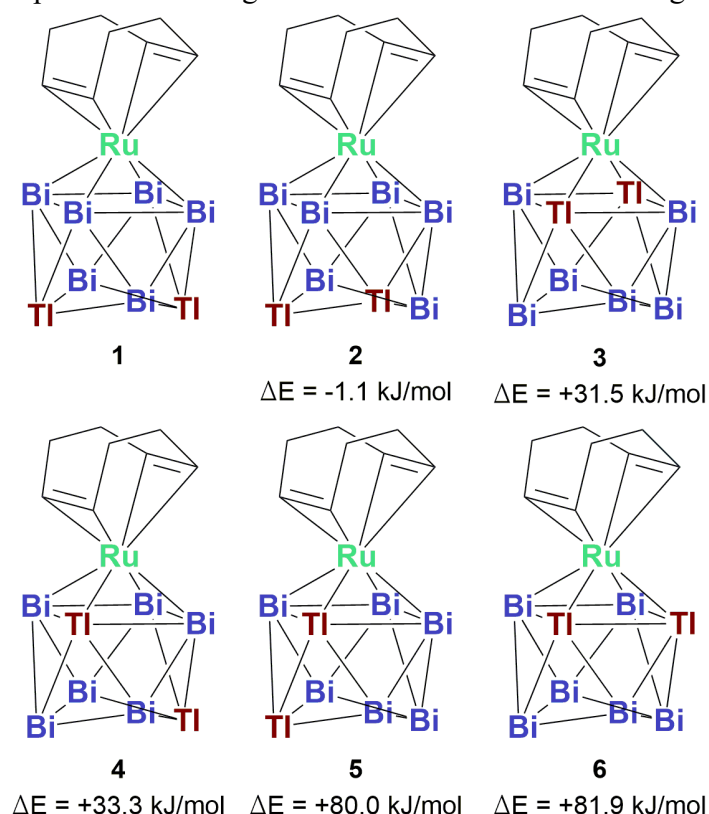 Ru Ru Ru
Bi Bi Bi Bi Bi Tl
Bi Bi Bi Bi Tl Bi
Bi Bi Bi
Tl Bi Tl Tl Tl Bi Bi Bi Bi
1 2 3
ΔE = -1.1 kJ/mol ΔE = +31.5 kJ/mol
Ru Ru Ru
Bi Bi Bi Bi Bi Bi
Tl Bi Tl Bi Tl Tl
Bi Bi Bi
Bi Bi Tl Tl Bi Bi Bi Bi Bi
4 5 6
ΔE = +33.3 kJ/mol ΔE = +80.0 kJ/mol ΔE = +81.9 kJ/mol